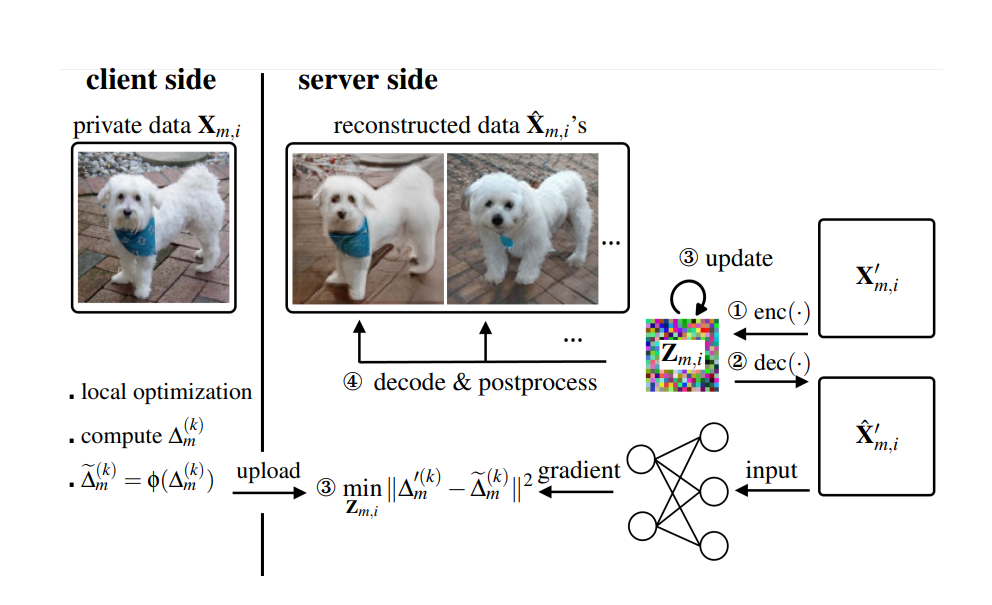 client side
server side
private data X_{m,i}
reconstructed data X̂_{m,i}'s
...
③ update
X′_{m,i}
① enc(·)
Z_{m,i}
② dec(·)
...
④ decode & postprocess
X̂′_{m,i}
. local optimization
. compute Δ_m^{(k)}
. Δ̃_m^{(k)} = ϕ(Δ_m^{(k)})
upload
③ min_{Z_{m,i}} ||Δ′_m^{(k)} − Δ̃_m^{(k)}||²
gradient
input